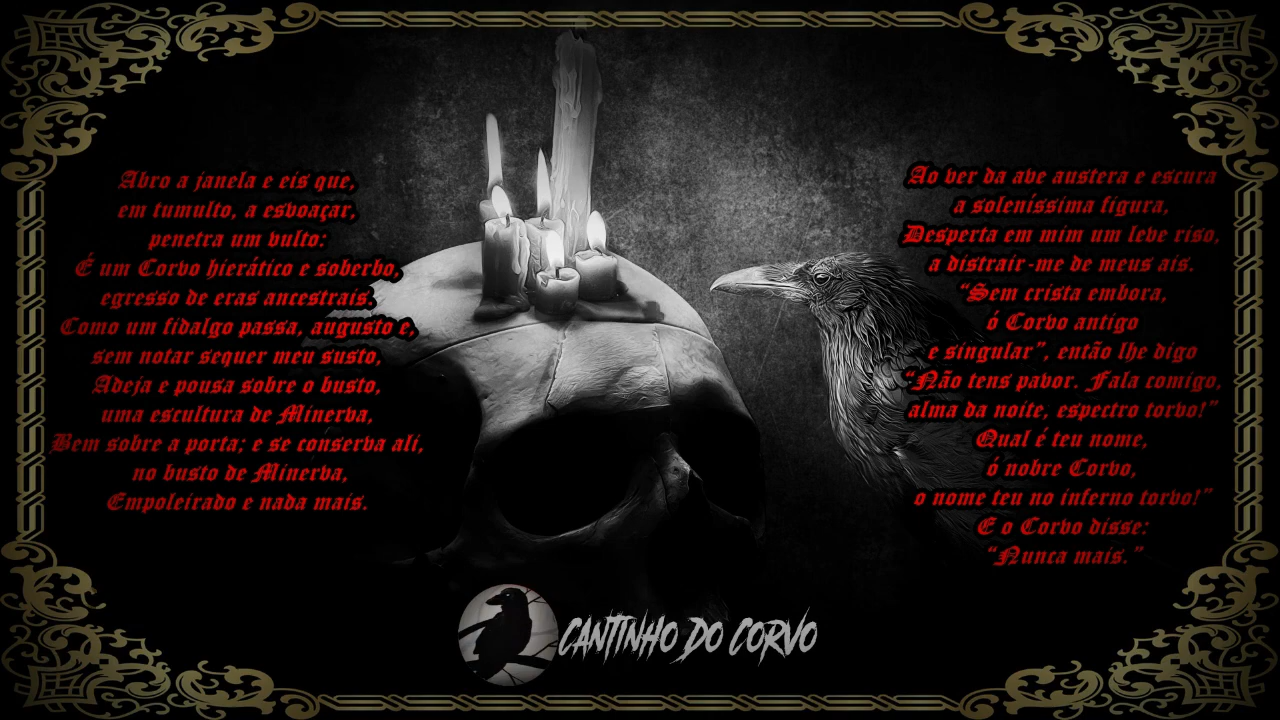 Abro a janela e eis que,
em tumulto, a esvoaçar,
penetra um vulto:
É um Corvo hierático e soberbo,
egresso de eras ancestrais.
Como um fidalgo passa, augusto e,
sem notar sequer meu susto,
Adeja e pousa sobre o busto,
uma escultura de Minerva,
Bem sobre a porta; e se conserva ali,
no busto de Minerva,
Empoleirado e nada mais.
Ao ver da ave austera e escura
a soleníssima figura,
Desperta em mim um leve riso,
a distrair-me de meus ais.
“Sem crista embora,
ó Corvo antigo
e singular”, então lhe digo
“Não tens pavor. Fala comigo,
alma da noite, espectro torvo!”
Qual é teu nome,
ó nobre Corvo,
o nome teu no inferno torvo!”
E o Corvo disse:
“Nunca mais.”
CANTINHO DO CORVO